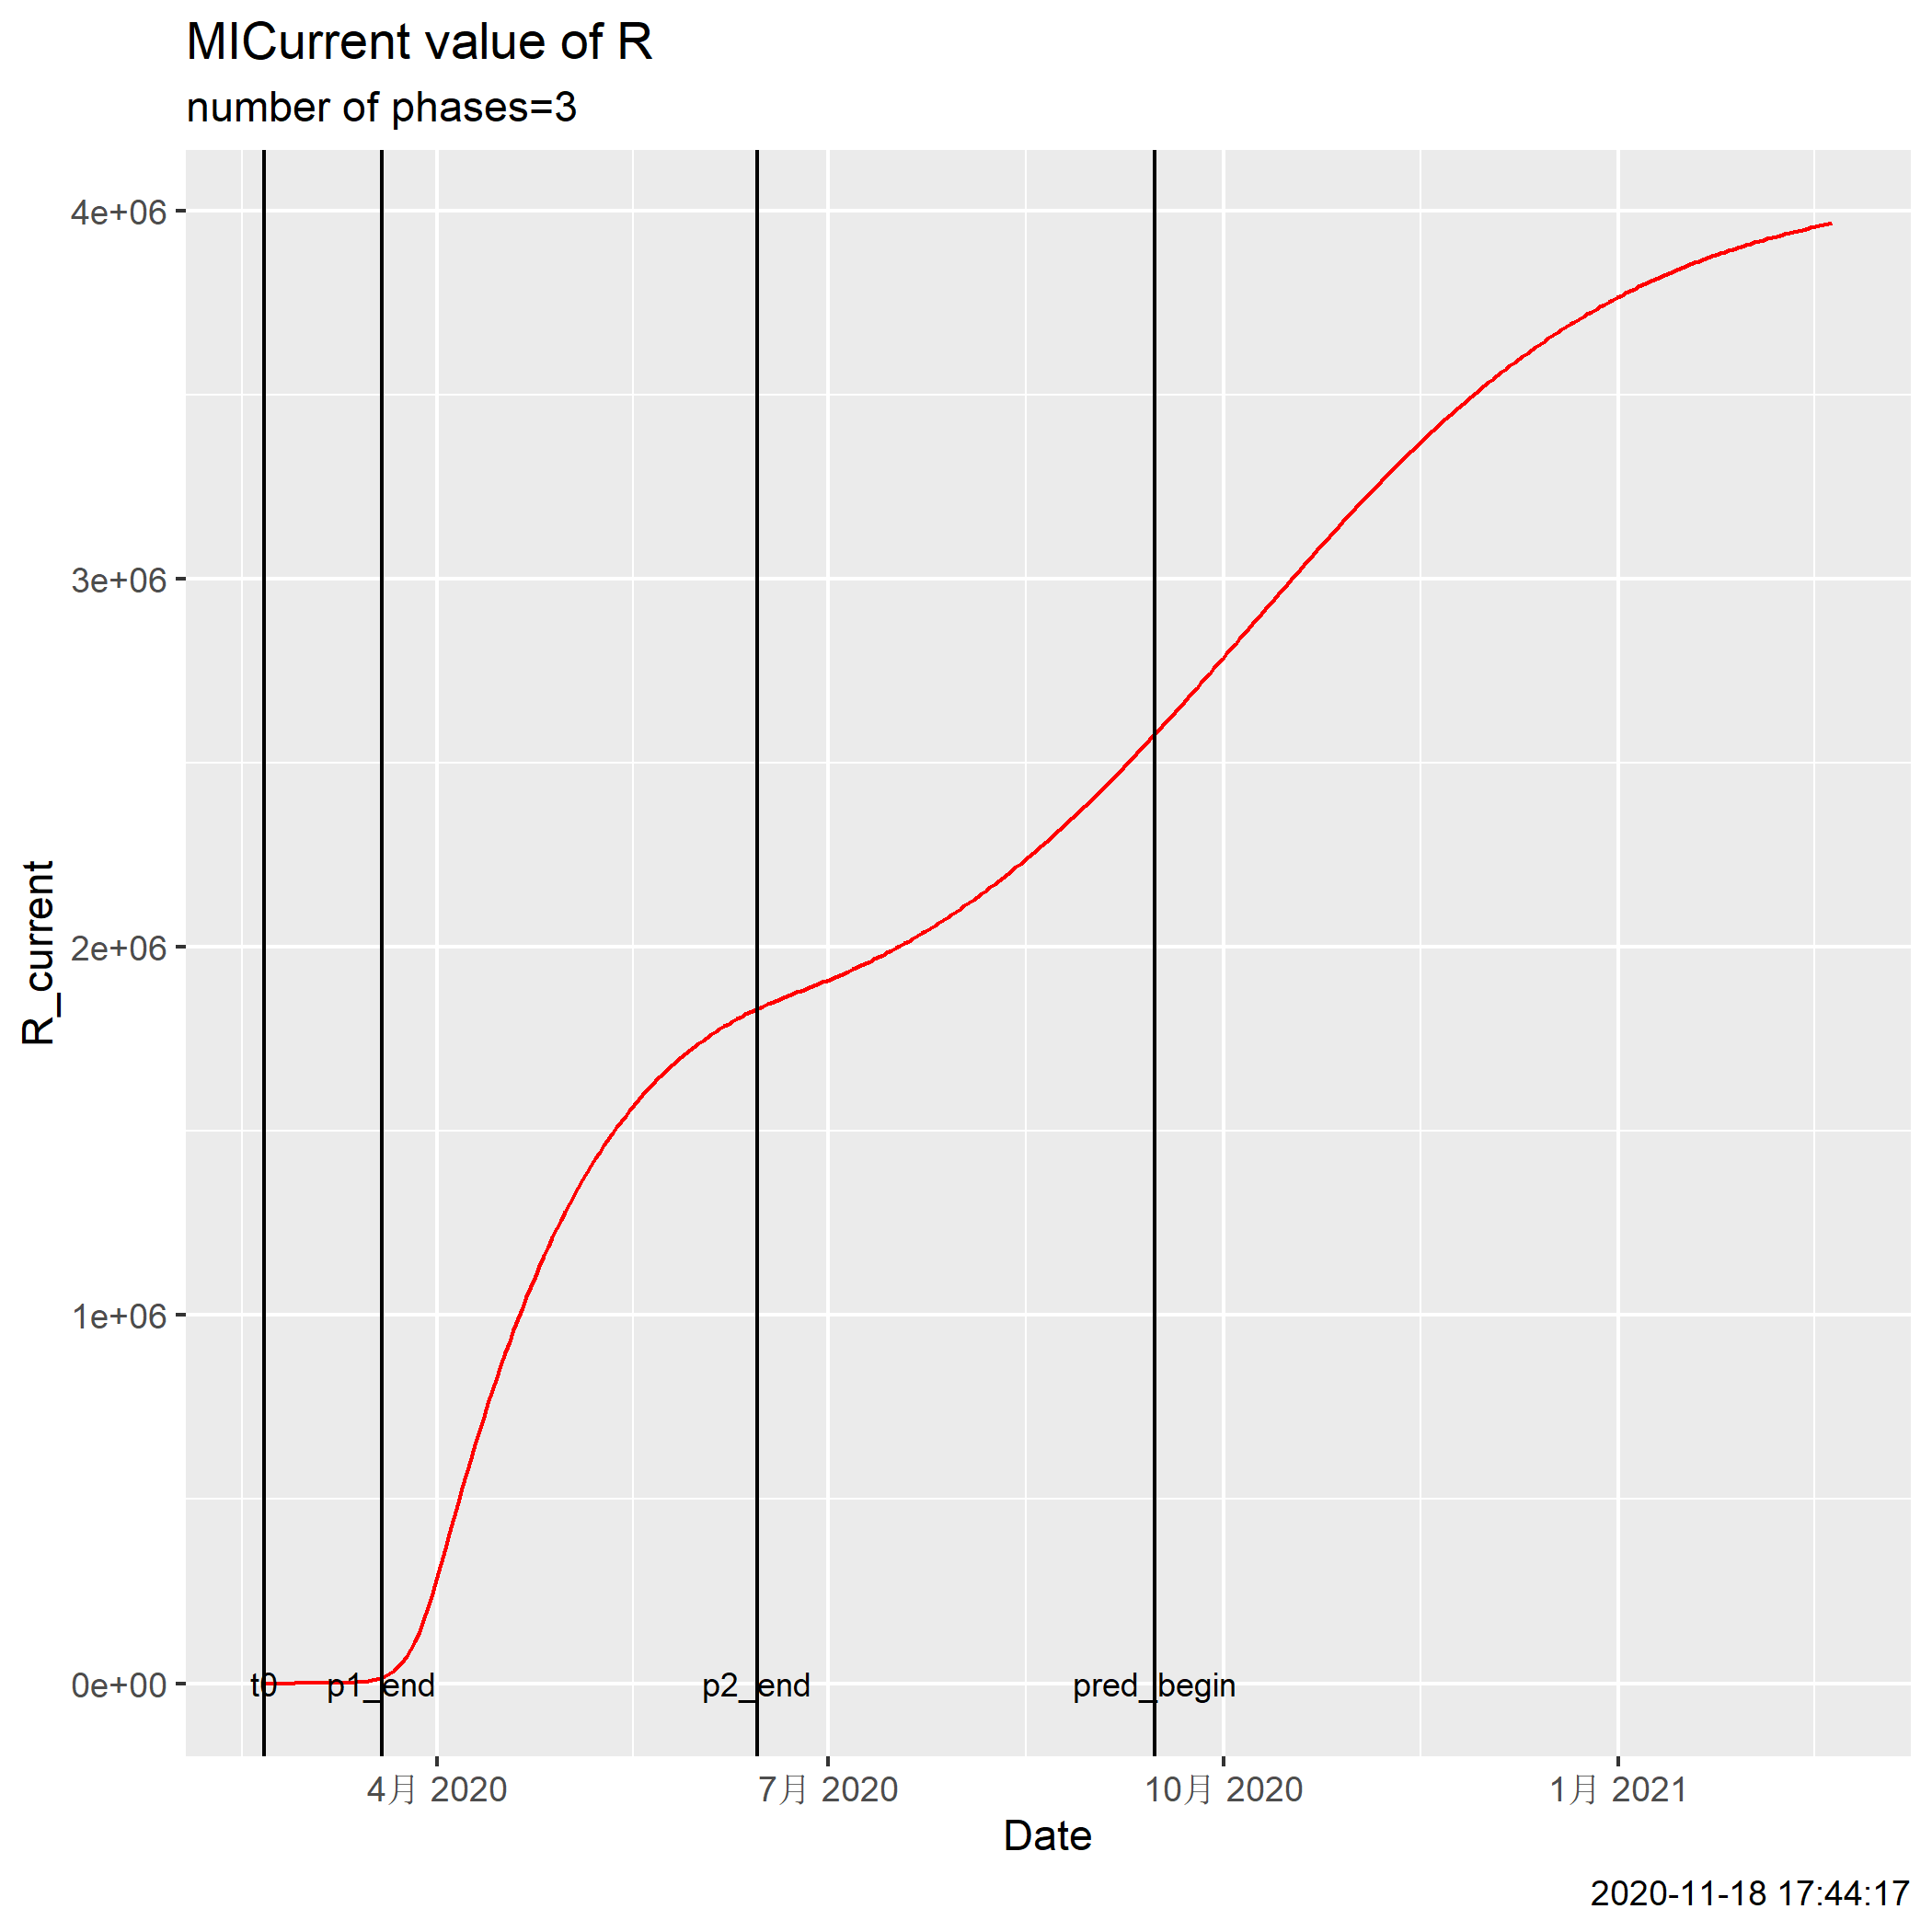 MICurrent value of R
number of phases=3
4e+06
3e+06
2e+06
1e+06
0e+00
R_current
t0
p1_end
p2_end
pred_begin
4月 2020
7月 2020
10月 2020
1月 2021
Date
2020-11-18 17:44:17